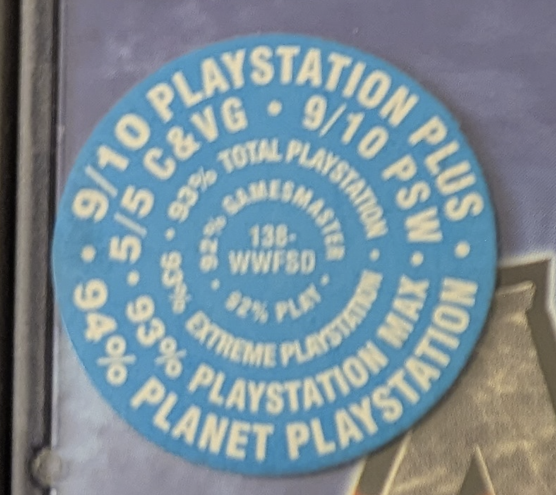 9/10 PLAYSTATION PLUS •
94% PLANET PLAYSTATION •
5/5 C&VG • 9/10 PSW •
93% PLAYSTATION MAX •
93% TOTAL PLAYSTATION •
93% EXTREME PLAYSTATION •
92% GAMESMASTER •
92% PLAY •
138-
WWFSD